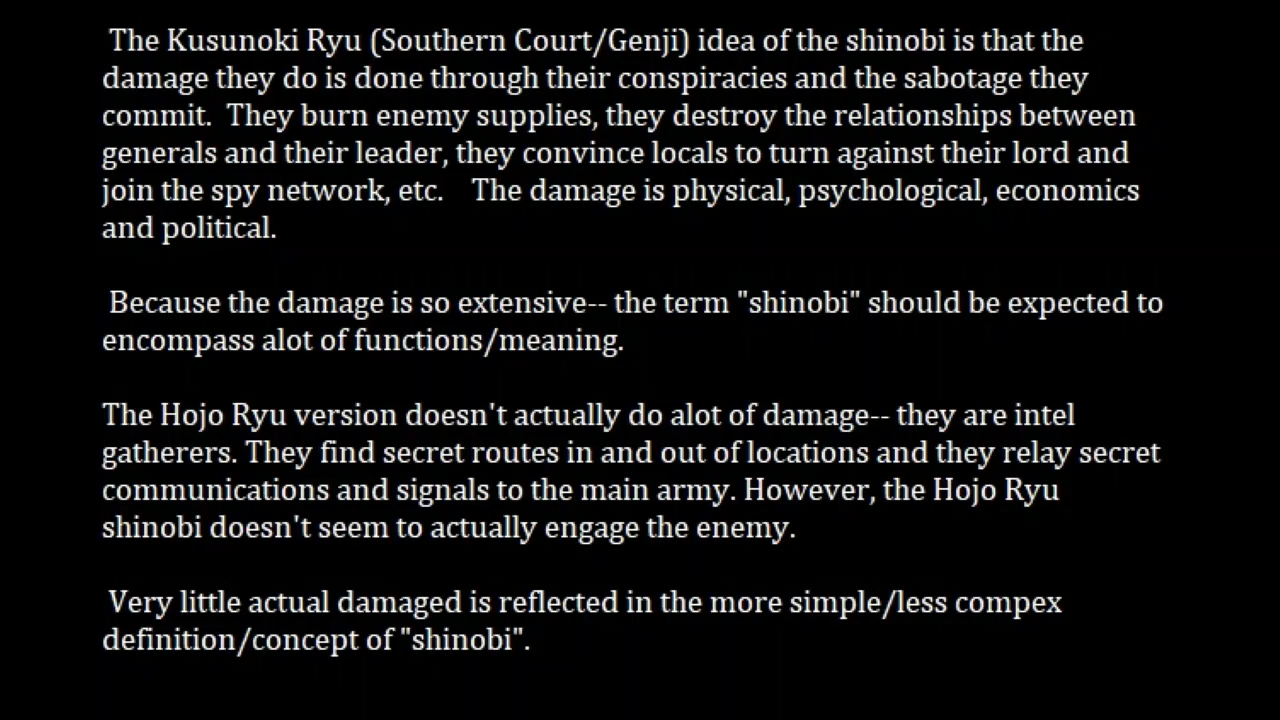 The Kusunoki Ryu (Southern Court/Genji) idea of the shinobi is that the
damage they do is done through their conspiracies and the sabotage they
commit.  They burn enemy supplies, they destroy the relationships between
generals and their leader, they convince locals to turn against their lord and
join the spy network, etc.    The damage is physical, psychological, economics
and political.
Because the damage is so extensive-- the term "shinobi" should be expected to
encompass alot of functions/meaning.
The Hojo Ryu version doesn't actually do alot of damage-- they are intel
gatherers. They find secret routes in and out of locations and they relay secret
communications and signals to the main army. However, the Hojo Ryu
shinobi doesn't seem to actually engage the enemy.
Very little actual damaged is reflected in the more simple/less compex
definition/concept of "shinobi".